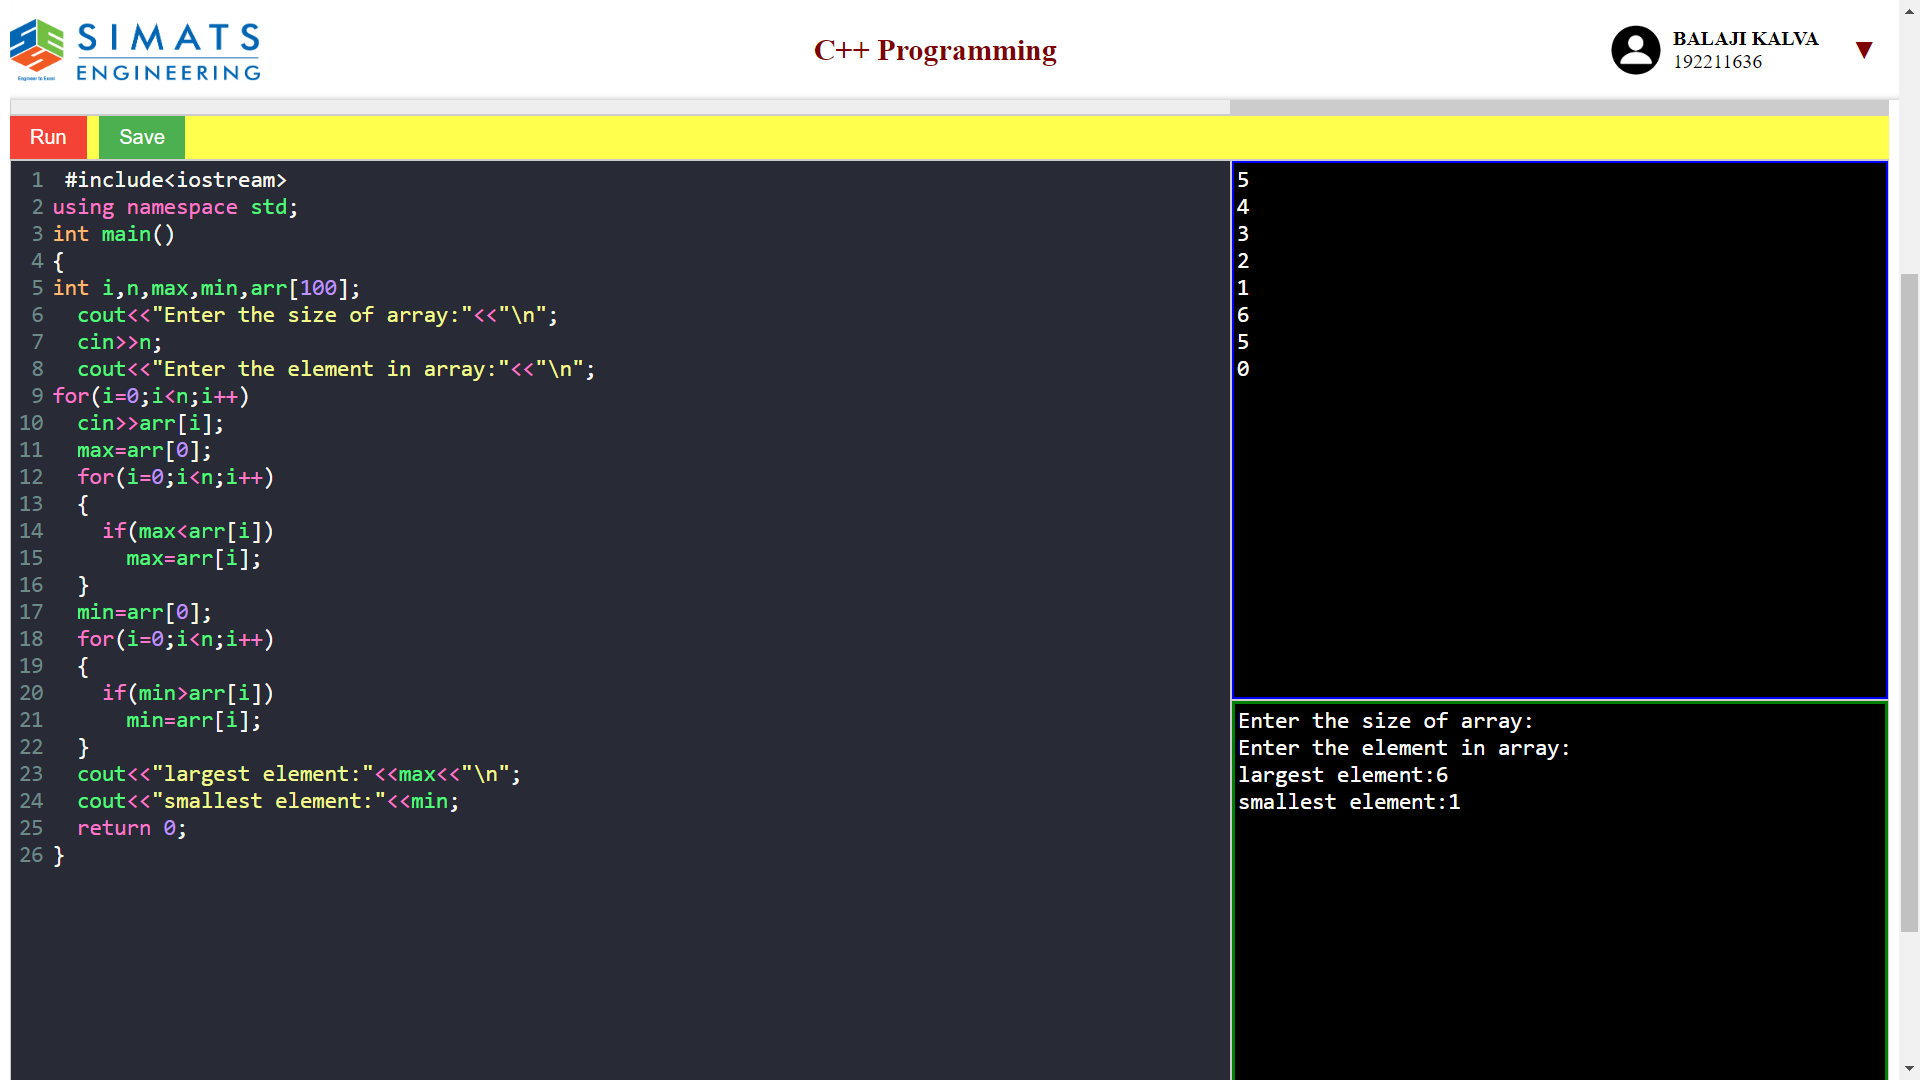 SIMATS
ENGINEERING
Engineer to Excel
C++ Programming
BALAJI KALVA
192211636
▼
Run
Save
1  #include<iostream>
2 using namespace std;
3 int main()
4 {
5 int i,n,max,min,arr[100];
6   cout<<"Enter the size of array:"<<"\n";
7   cin>>n;
8   cout<<"Enter the element in array:"<<"\n";
9 for(i=0;i<n;i++)
10   cin>>arr[i];
11   max=arr[0];
12   for(i=0;i<n;i++)
13   {
14     if(max<arr[i])
15       max=arr[i];
16   }
17   min=arr[0];
18   for(i=0;i<n;i++)
19   {
20     if(min>arr[i])
21       min=arr[i];
22   }
23   cout<<"largest element:"<<max<<"\n";
24   cout<<"smallest element:"<<min;
25   return 0;
26 }
5
4
3
2
1
6
5
0
Enter the size of array:
Enter the element in array:
largest element:6
smallest element:1